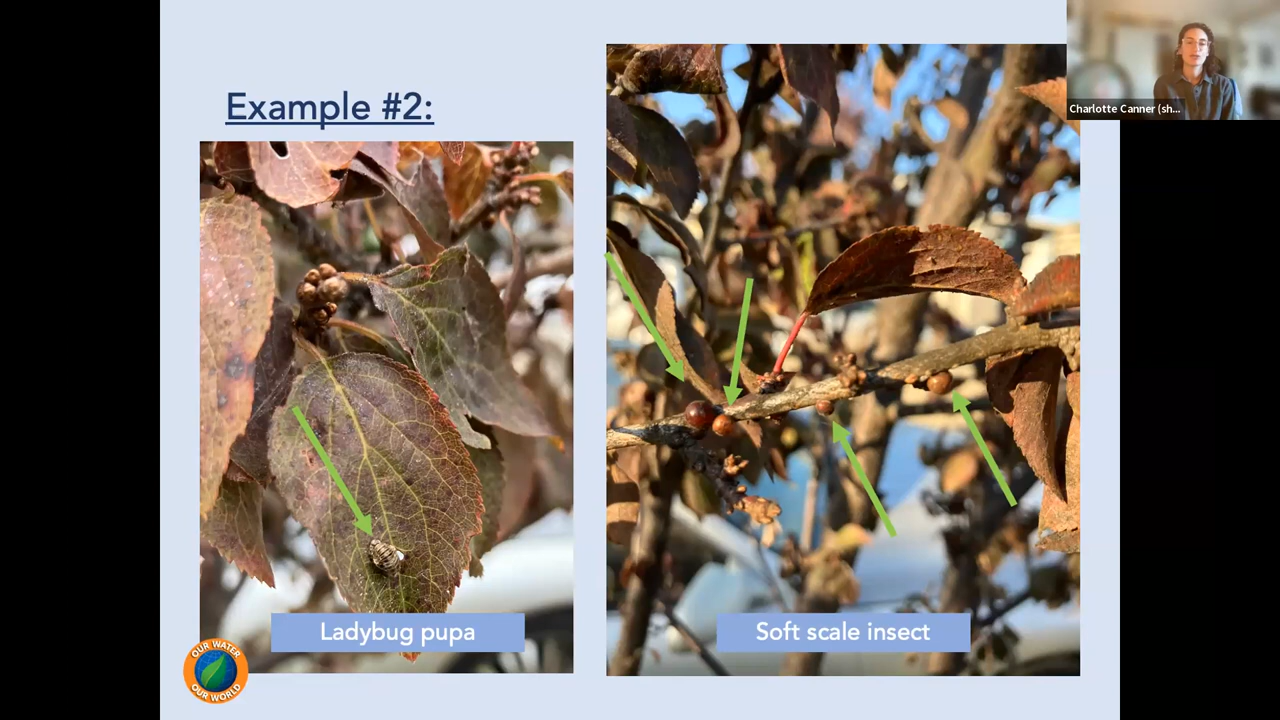 Example #2:
Charlotte Canner (sh...
Ladybug pupa
Soft scale insect
OUR WATER
OUR WORLD